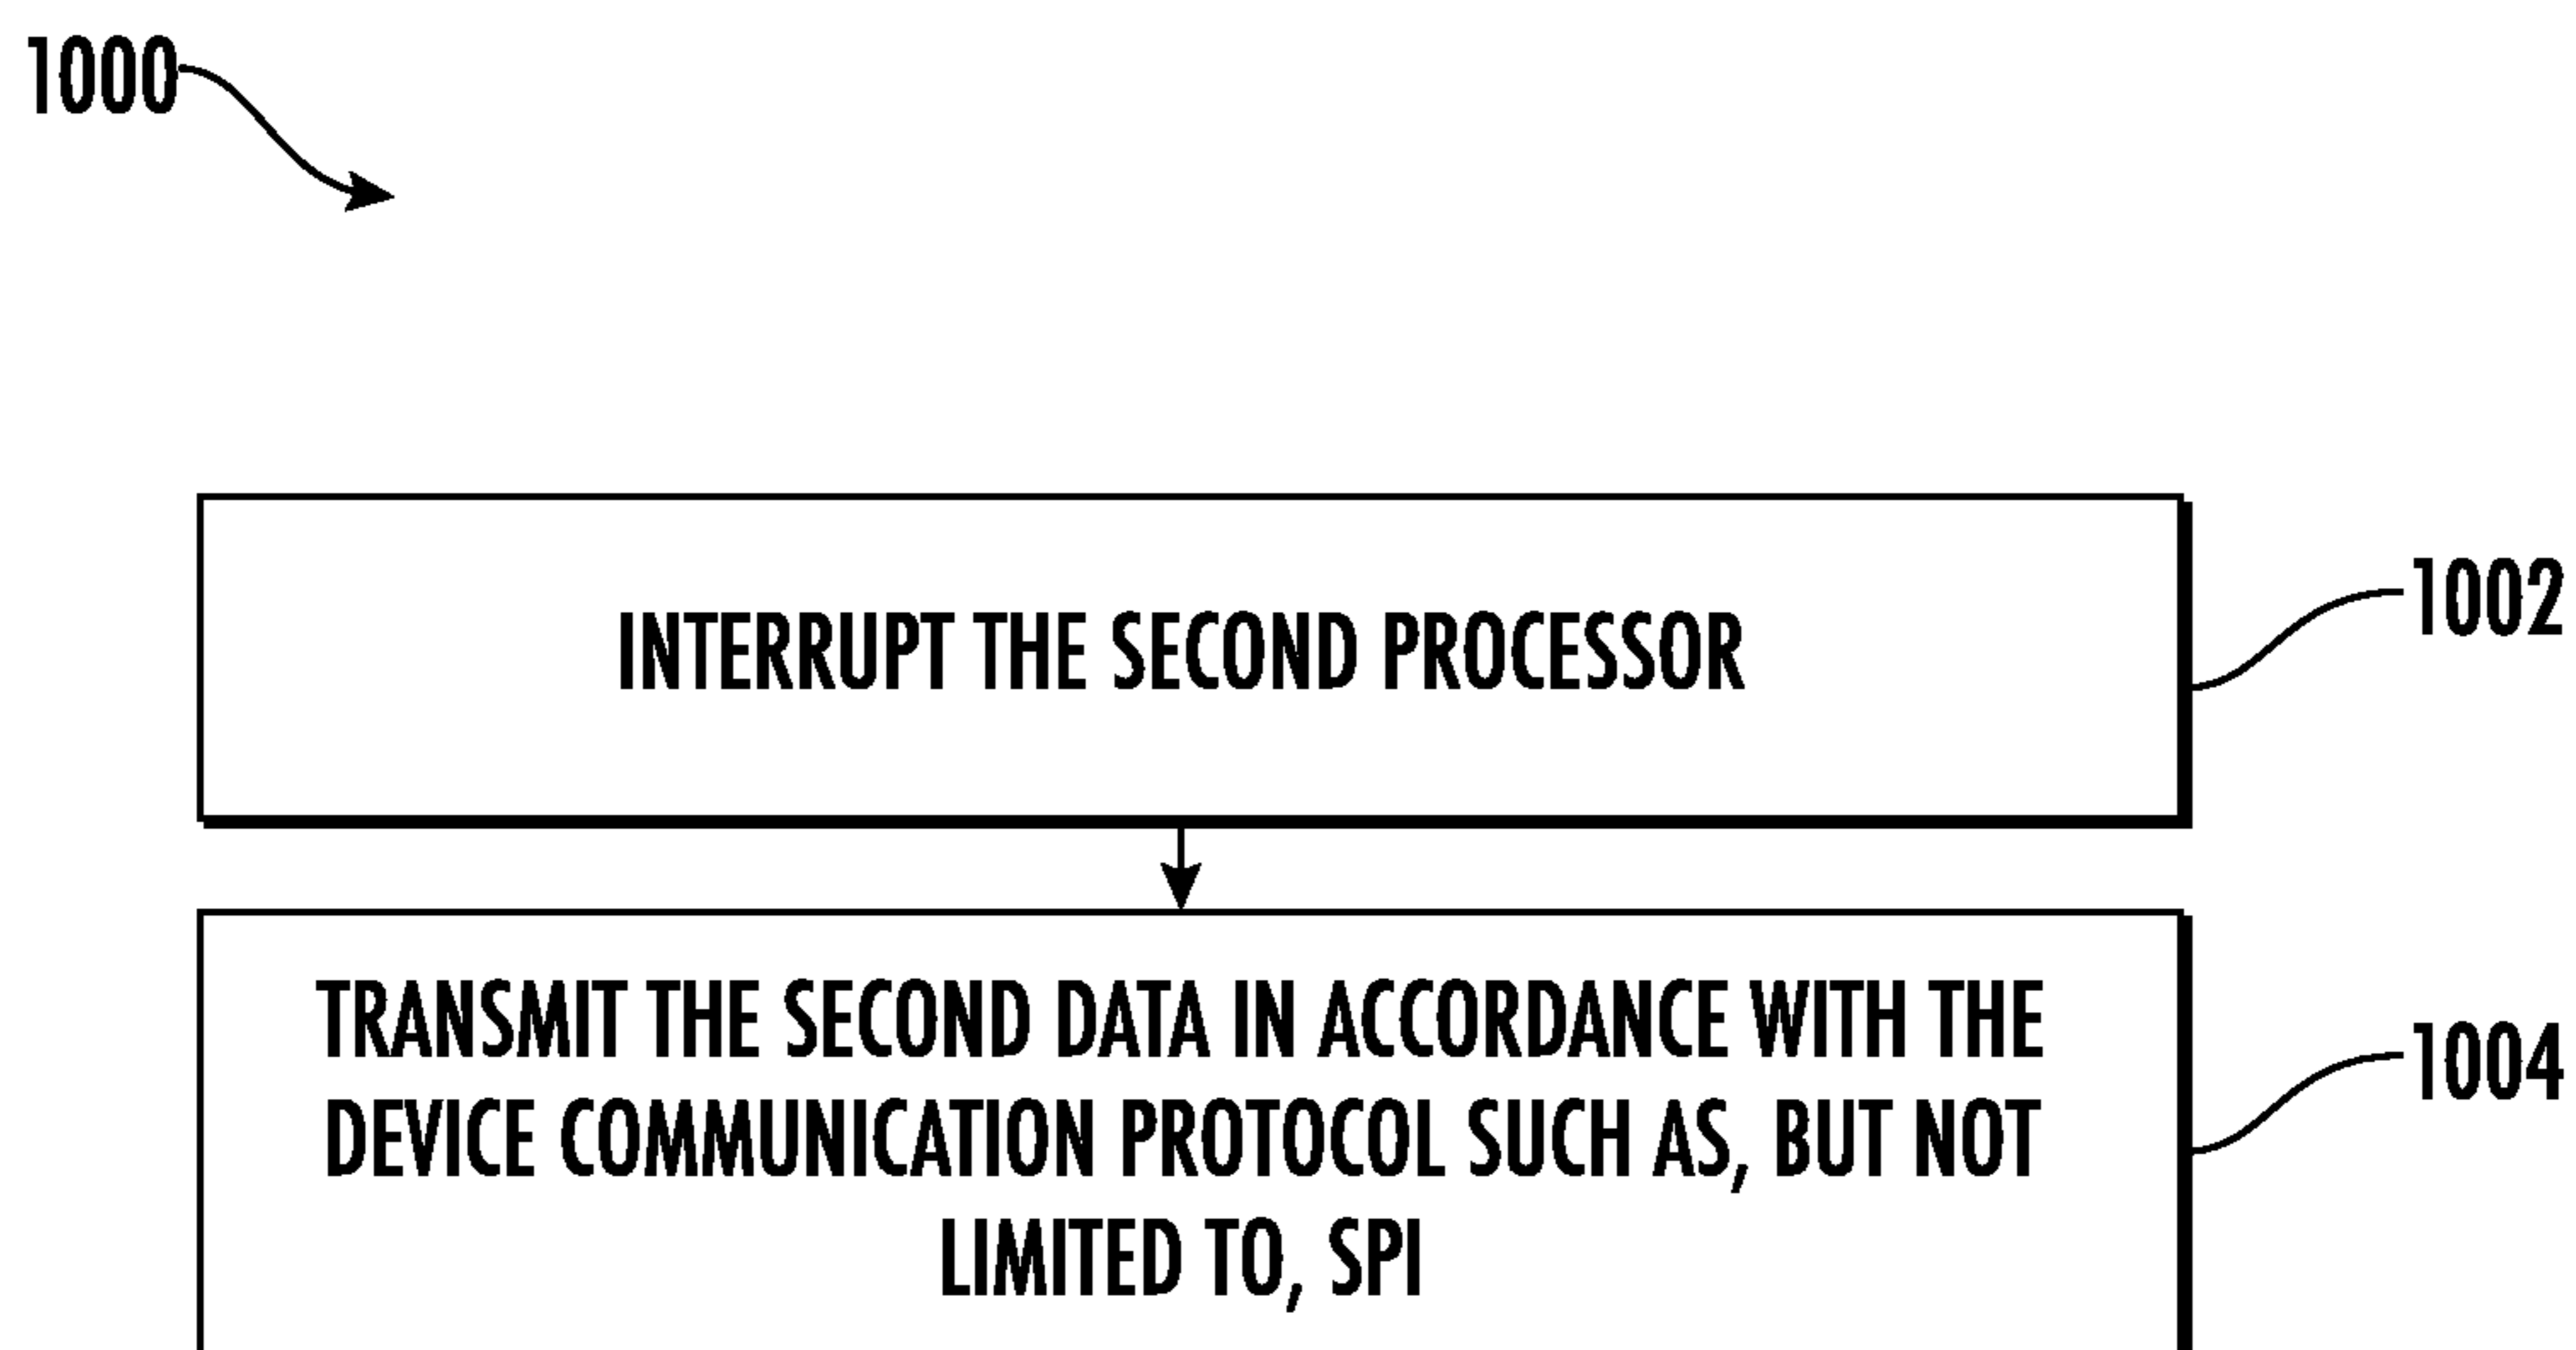 1000
INTERRUPT THE SECOND PROCESSOR
1002
TRANSMIT THE SECOND DATA IN ACCORDANCE WITH THE
DEVICE COMMUNICATION PROTOCOL SUCH AS, BUT NOT
LIMITED TO, SPI
1004